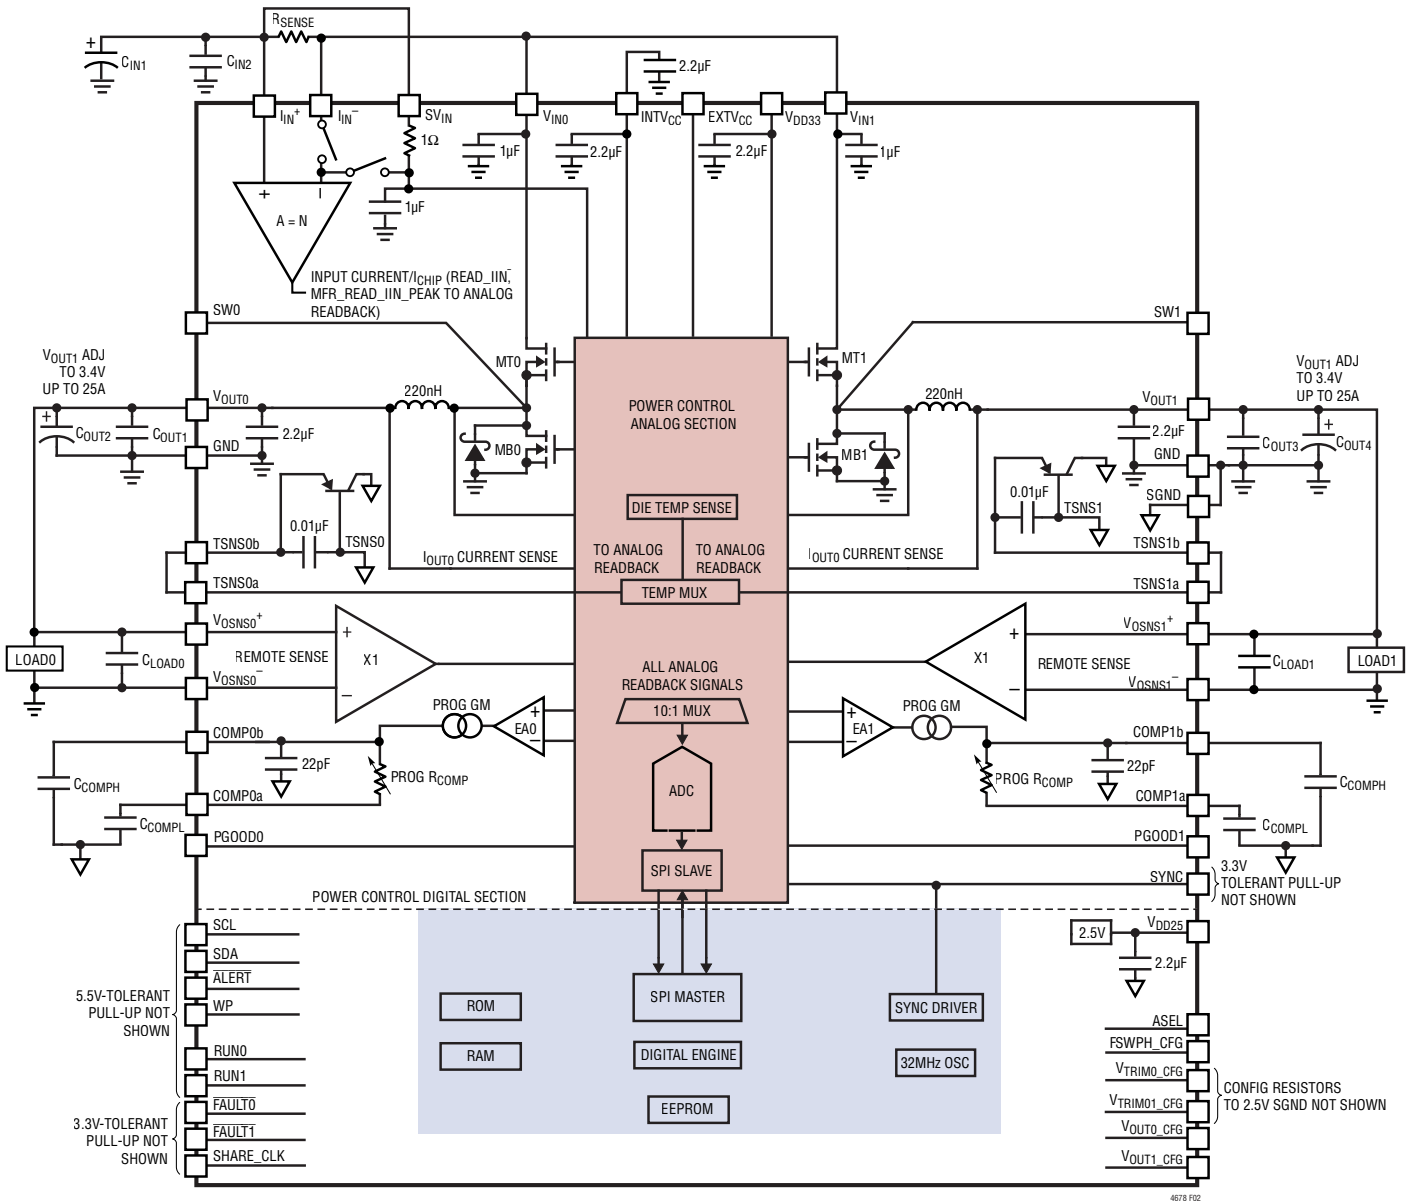 RSENSE
+
CIN1
CIN2
2.2µF
IIN+
IIN−
SVIN
VIN0
INTVCC
EXTVCC
VDD33
VIN1
1Ω
1µF
2.2µF
2.2µF
1µF
+
−
A = N
1µF
INPUT CURRENT/ICHIP (READ_IIN,
MFR_READ_IIN_PEAK TO ANALOG
READBACK)
SW0
SW1
VOUT1 ADJ
TO 3.4V
UP TO 25A
MT0
MT1
VOUT1 ADJ
TO 3.4V
UP TO 25A
220nH
220nH
VOUT0
VOUT1
POWER CONTROL
ANALOG SECTION
+
COUT2
COUT1
2.2µF
GND
MB0
MB1
2.2µF
GND
COUT3
+
COUT4
SGND
DIE TEMP SENSE
0.01µF
TSNS0
0.01µF
TSNS1
TSNS0b
TSNS1b
IOUT0 CURRENT SENSE
TO ANALOG
READBACK
TO ANALOG
READBACK
IOUT0 CURRENT SENSE
TSNS0a
TEMP MUX
TSNS1a
VOSNS0+
+
+
VOSNS1+
LOAD0
CLOAD0
REMOTE SENSE
X1
X1
REMOTE SENSE
CLOAD1
LOAD1
VOSNS0−
−
−
VOSNS1−
ALL ANALOG
READBACK SIGNALS
10:1 MUX
PROG GM
EA0
+
−
+
−
EA1
PROG GM
COMP0b
COMP1b
CCOMPH
22pF
PROG RCOMP
ADC
PROG RCOMP
22pF
CCOMPH
COMP0a
COMP1a
CCOMPL
CCOMPL
PGOOD0
PGOOD1
SPI SLAVE
SYNC
3.3V
TOLERANT PULL-UP
NOT SHOWN
POWER CONTROL DIGITAL SECTION
SCL
SDA
ALERT
WP
RUN0
RUN1
5.5V-TOLERANT
PULL-UP NOT
SHOWN
FAULT0
FAULT1
SHARE_CLK
3.3V-TOLERANT
PULL-UP NOT
SHOWN
ROM
RAM
SPI MASTER
DIGITAL ENGINE
EEPROM
SYNC DRIVER
32MHz OSC
2.5V
VDD25
2.2µF
ASEL
FSWPH_CFG
VTRIM0_CFG
VTRIM01_CFG
VOUT0_CFG
VOUT1_CFG
CONFIG RESISTORS
TO 2.5V SGND NOT SHOWN
4678 F02